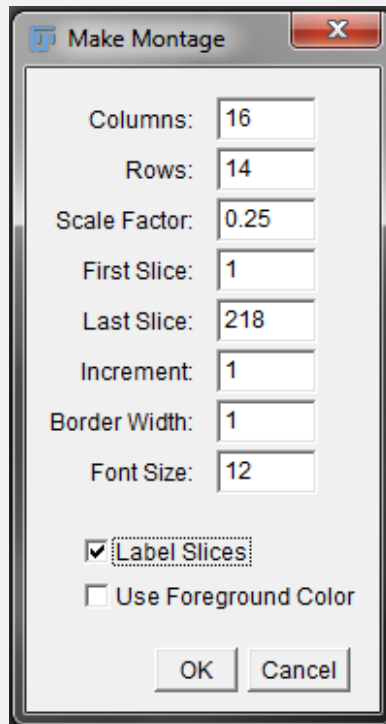 Make Montage
Columns: 16
Rows: 14
Scale Factor: 0.25
First Slice: 1
Last Slice: 218
Increment: 1
Border Width: 1
Font Size: 12
Label Slices
Use Foreground Color
OK Cancel